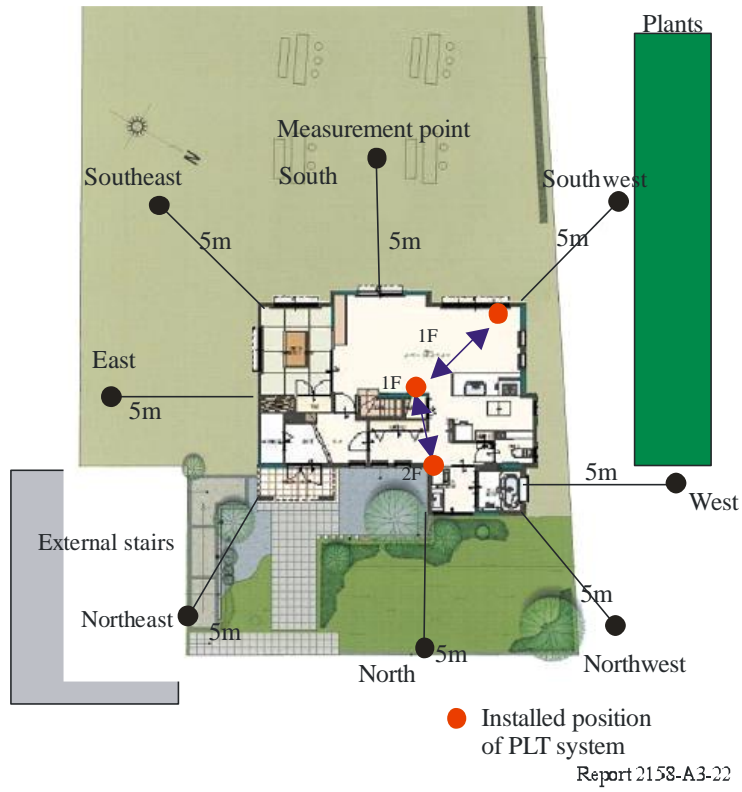 Plants
Measurement point
South
Southeast
Southwest
N
5m
5m
5m
1F
East
1F
5m
2F
5m
West
External stairs
5m
Northeast
5m
5m
Northwest
North
Installed position
of PLT system
Report 2158-A3-22